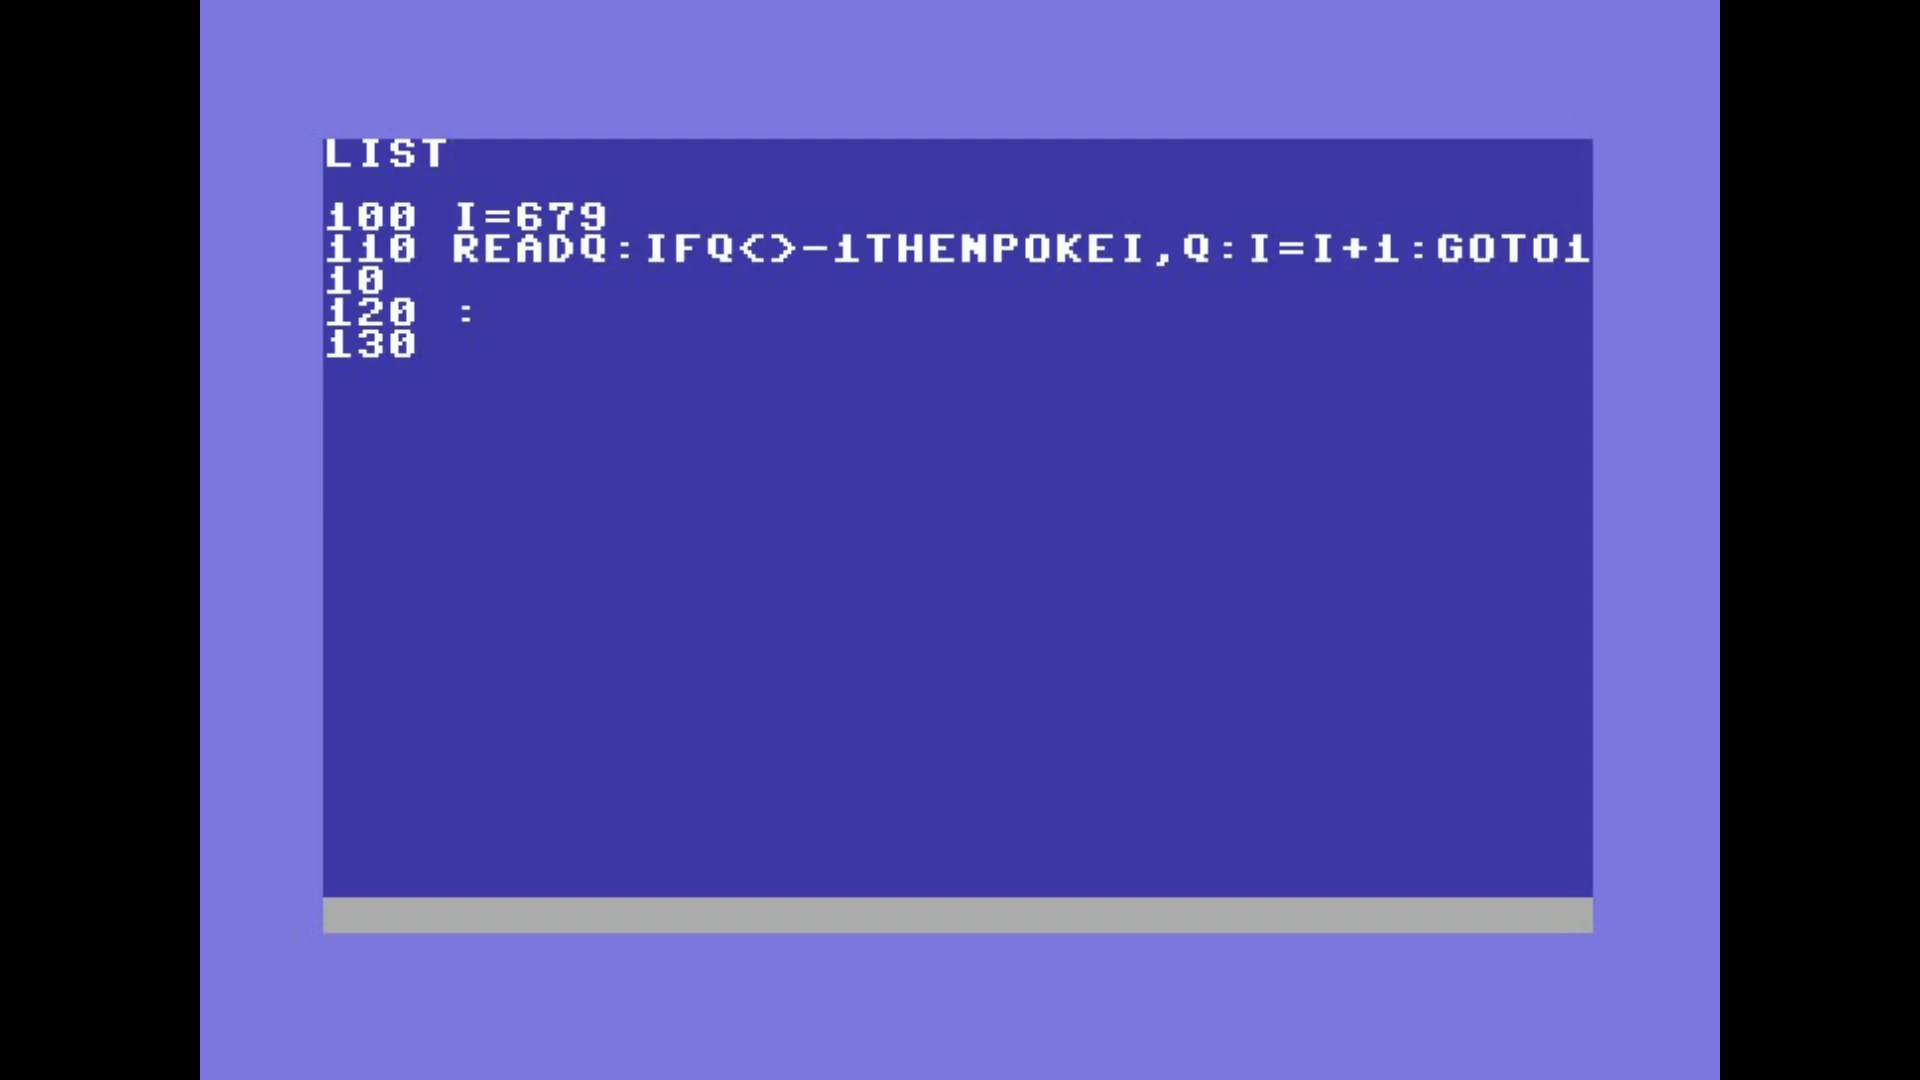 LIST
100 I=679
110 READQ:IFQ<>-1THENPOKEI,Q:I=I+1:GOTO1
10
120 :
130